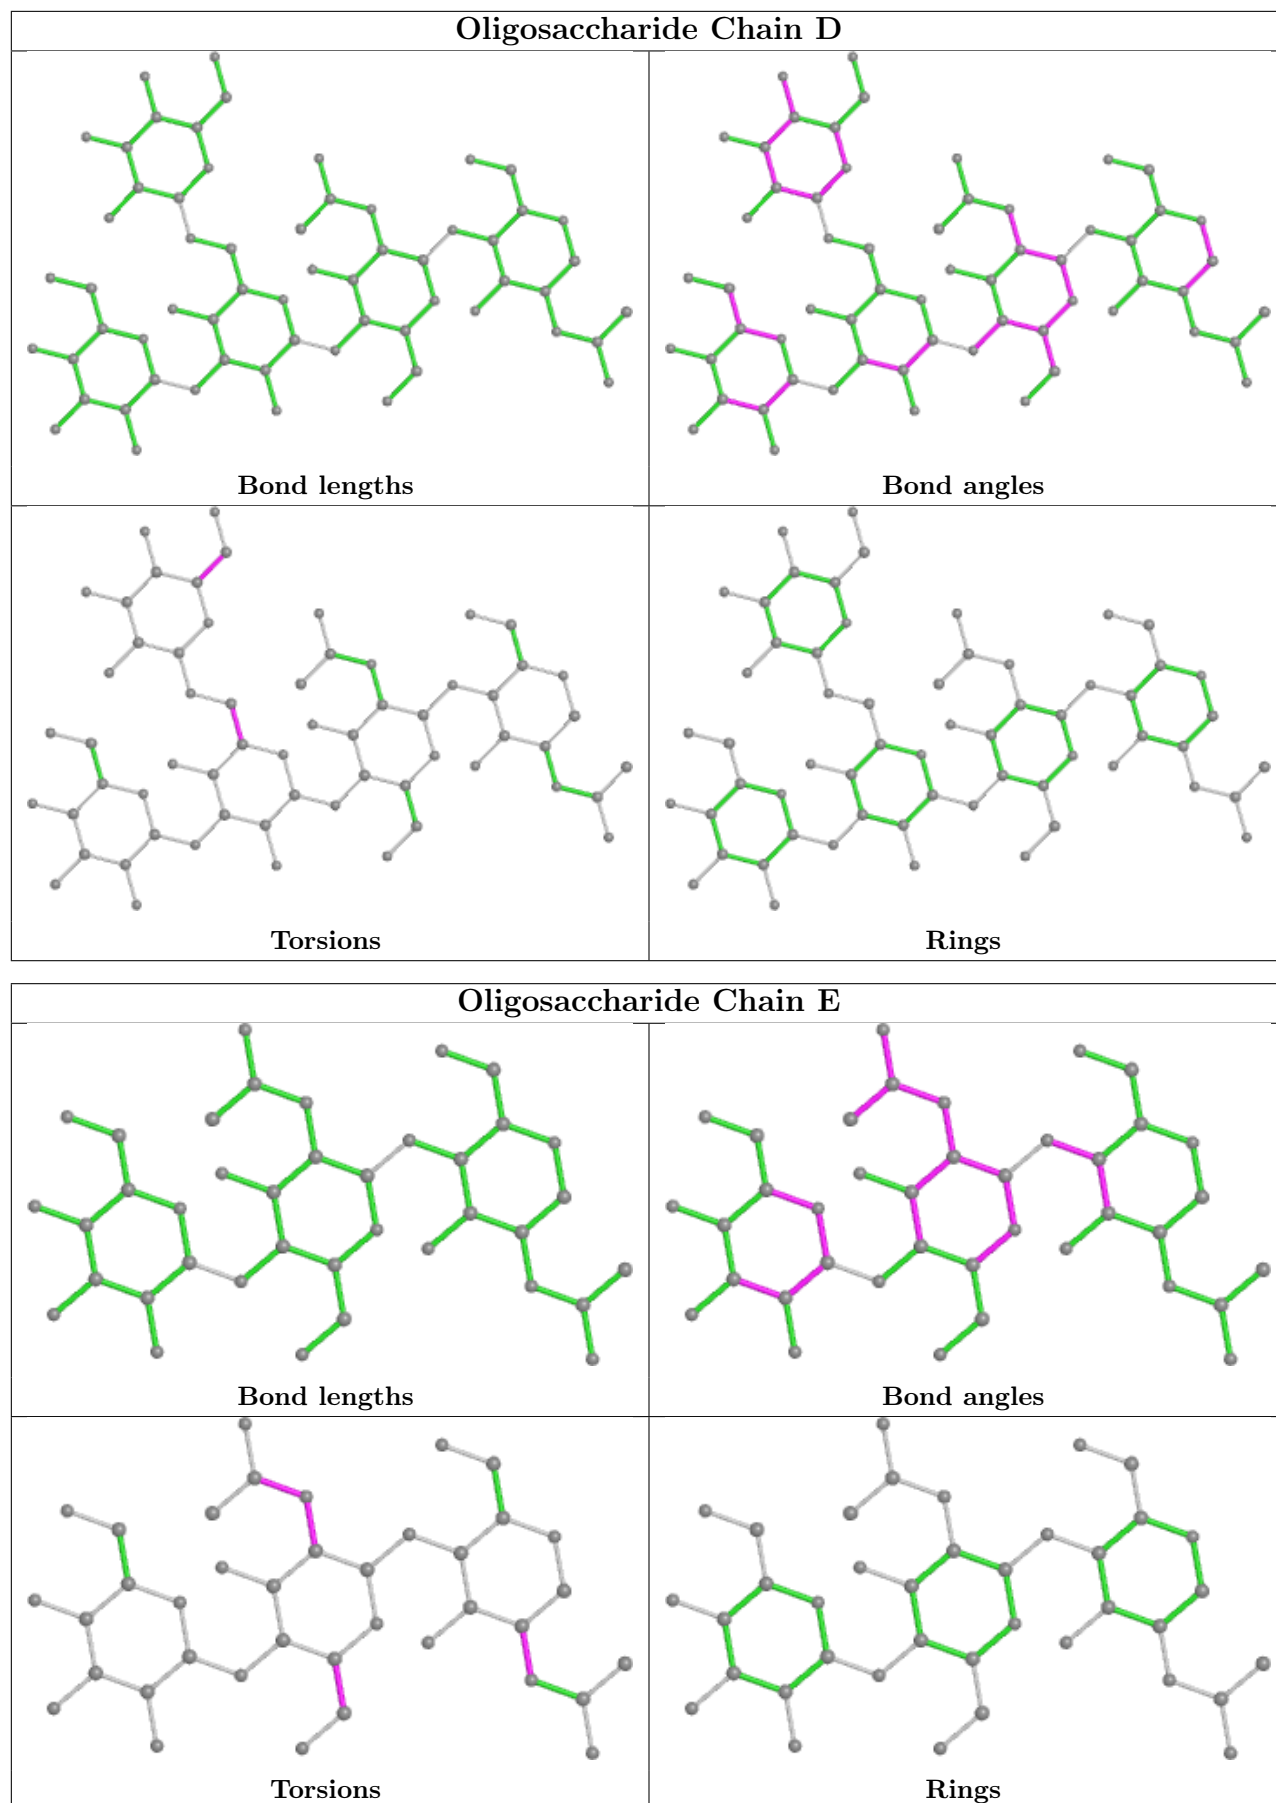 Oligosaccharide Chain D
Bond lengths
Bond angles
Torsions
Rings
Oligosaccharide Chain E
Bond lengths
Bond angles
Torsions
Rings